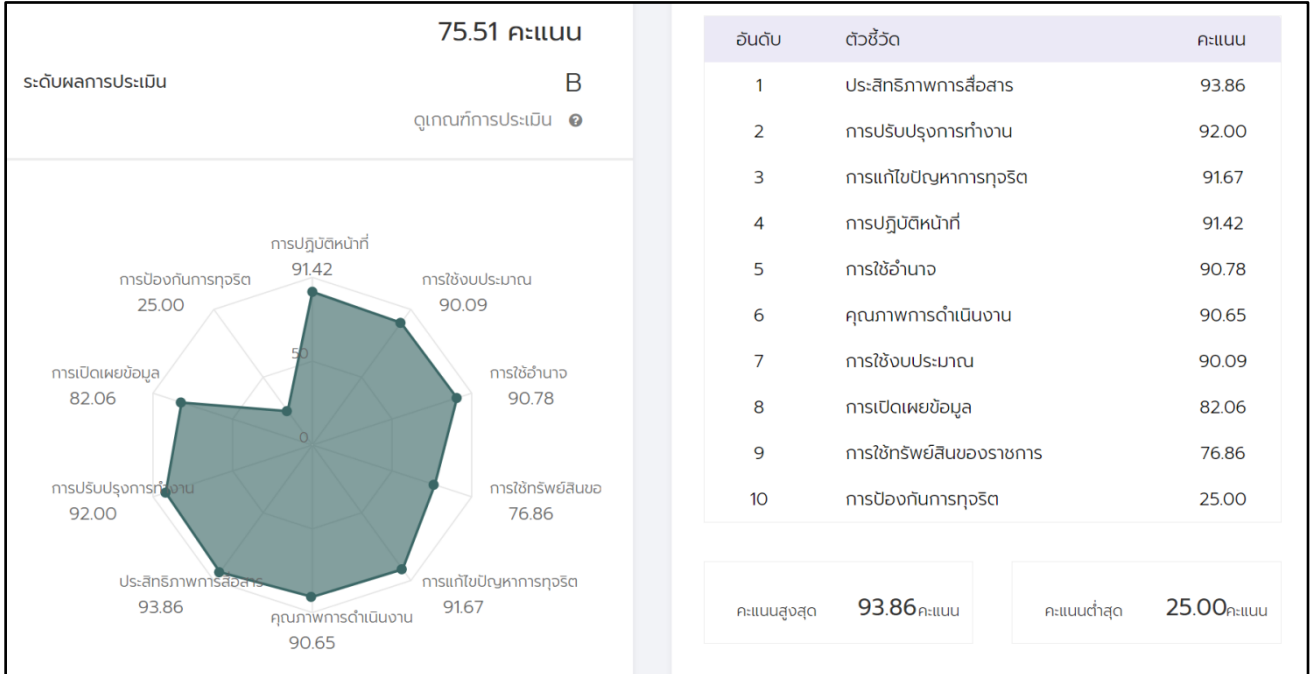 75.51 คะแนน
ระดับผลการประเมิน B
ดูเกณฑ์การประเมิน
การปฏิบัติหน้าที่
91.42
การป้องกันการทุจริต
25.00
การใช้งบประมาณ
90.09
50
การเปิดเผยข้อมูล
82.06
การใช้อำนาจ
90.78
0
การปรับปรุงการทำงาน
92.00
การใช้ทรัพย์สินขอ
76.86
ประสิทธิภาพการสื่อสาร
93.86
การแก้ไขปัญหาการทุจริต
91.67
คุณภาพการดำเนินงาน
90.65
อันดับ ตัวชี้วัด คะแนน
1 ประสิทธิภาพการสื่อสาร 93.86
2 การปรับปรุงการทำงาน 92.00
3 การแก้ไขปัญหาการทุจริต 91.67
4 การปฏิบัติหน้าที่ 91.42
5 การใช้อำนาจ 90.78
6 คุณภาพการดำเนินงาน 90.65
7 การใช้งบประมาณ 90.09
8 การเปิดเผยข้อมูล 82.06
9 การใช้ทรัพย์สินของราชการ 76.86
10 การป้องกันการทุจริต 25.00
คะแนนสูงสุด 93.86 คะแนน
คะแนนต่ำสุด 25.00 คะแนน